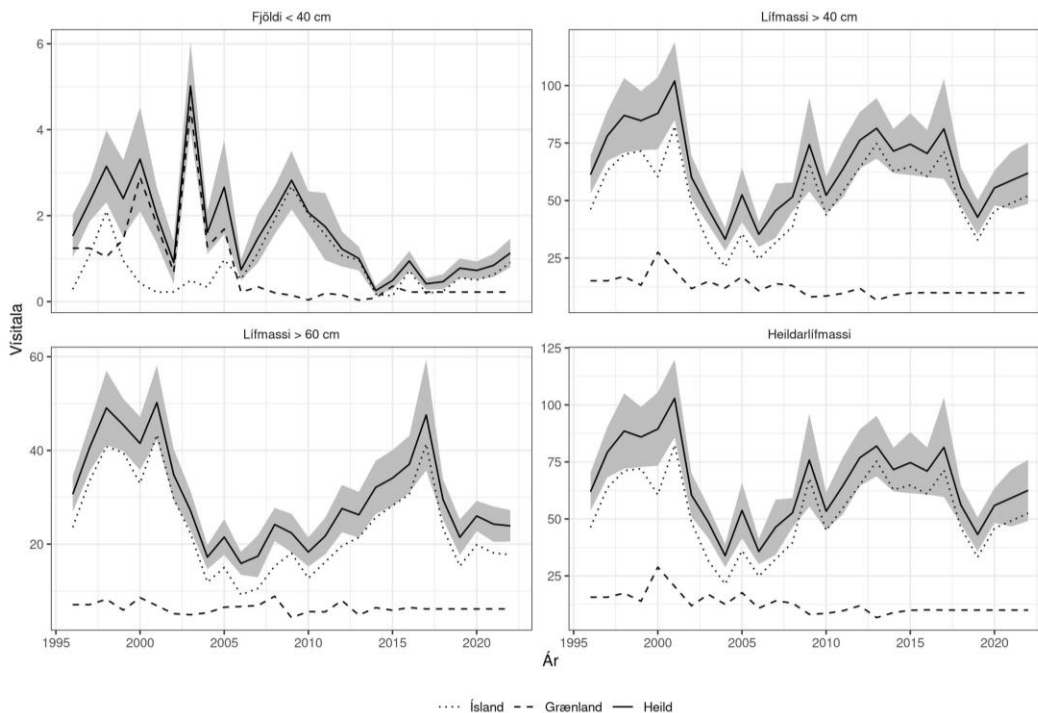 Fjöldi < 40 cm
Lífmassi > 40 cm
6
4
2
0
100
75
50
25
Vísitala
Lífmassi > 60 cm
Heildarlífmassi
60
40
20
125
100
75
50
25
1995 2000 2005 2010 2015 2020
1995 2000 2005 2010 2015 2020
Ár
Ísland Grænland Heild